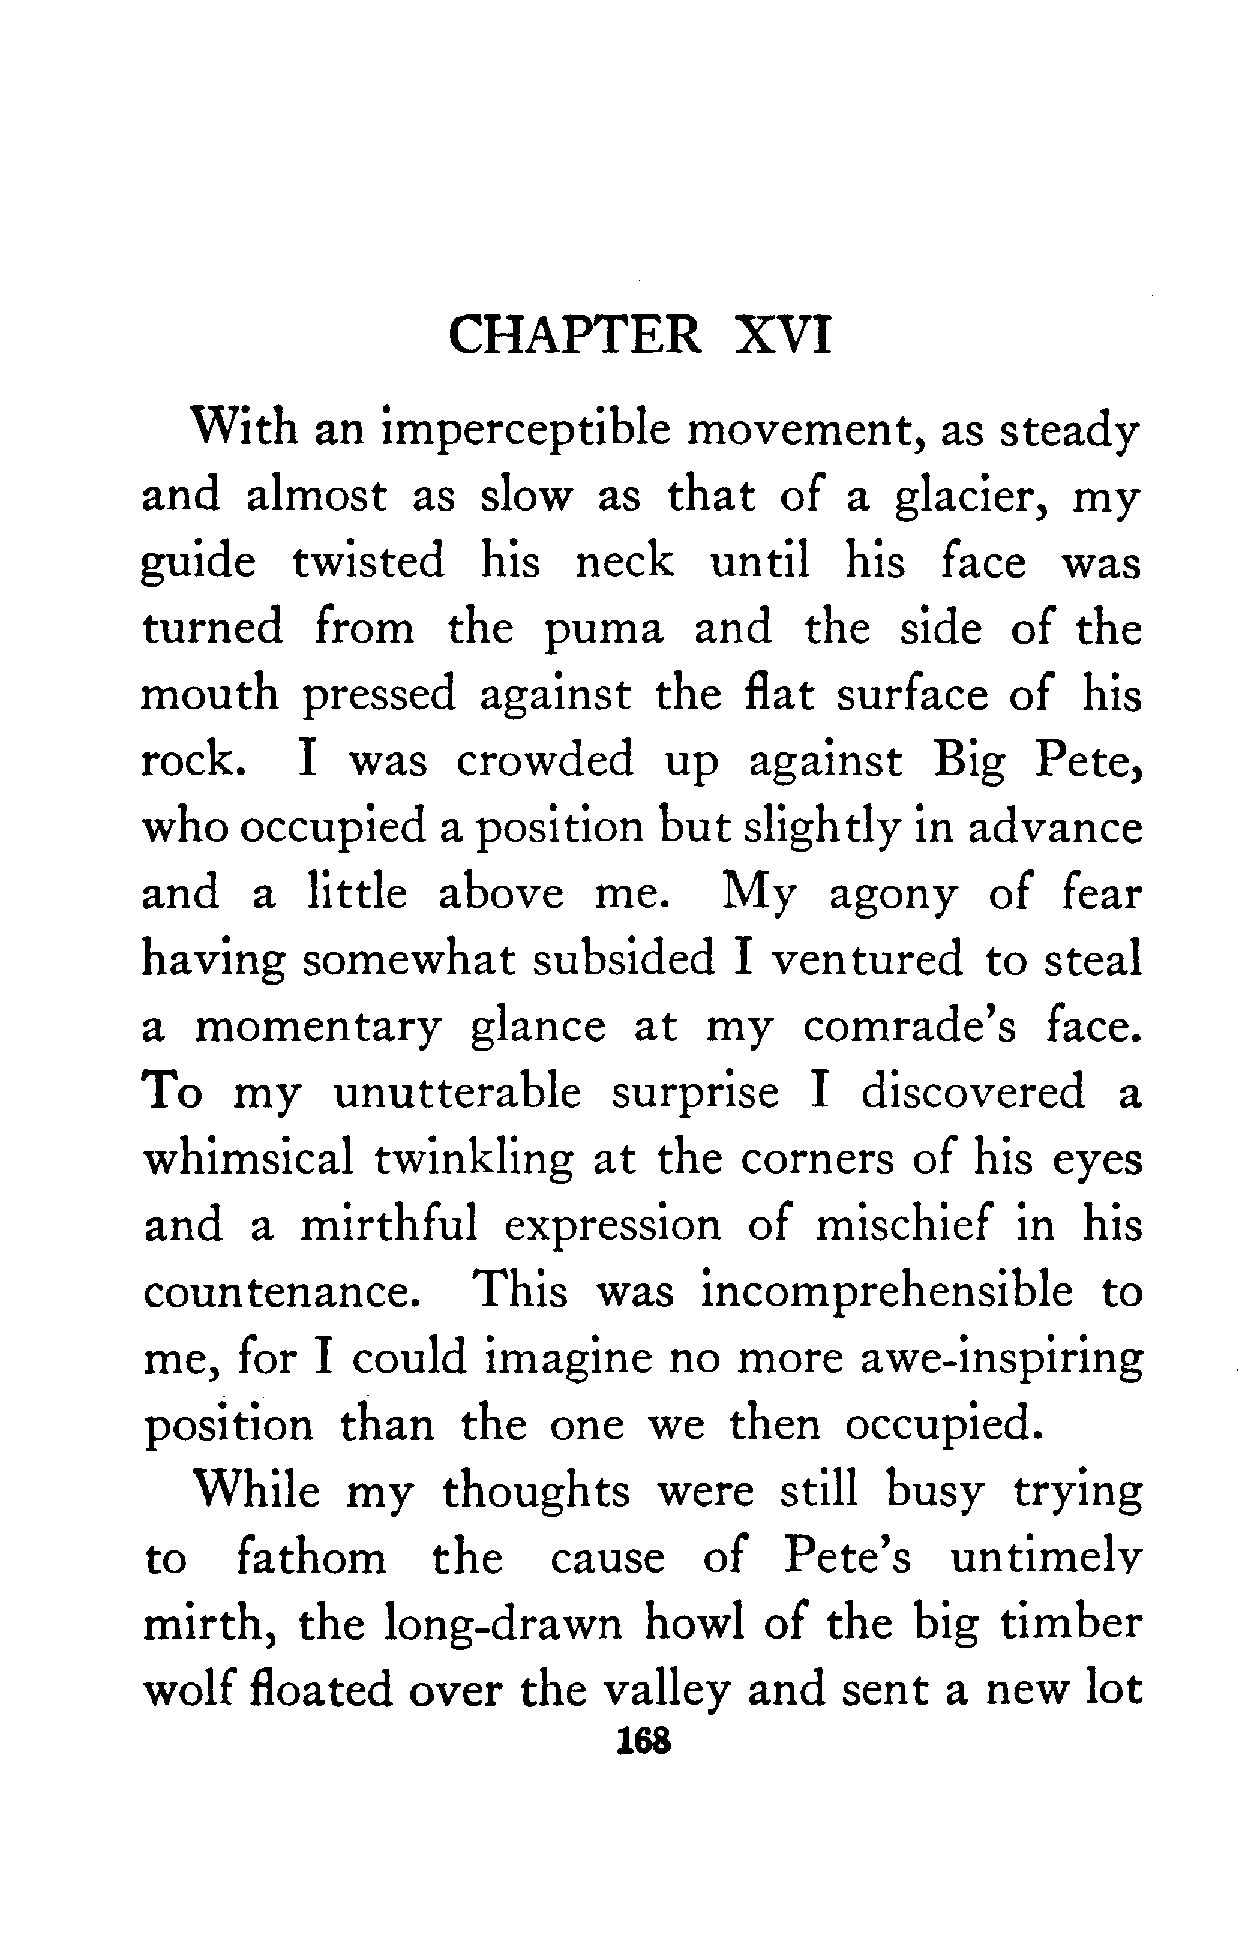 CHAPTER XVI
With an imperceptible movement, as steady
and almost as slow as that of a glacier, my
guide twisted his neck until his face was
turned from the puma and the side of the
mouth pressed against the flat surface of his
rock. I was crowded up against Big Pete,
who occupied a position but slightly in advance
and a little above me. My agony of fear
having somewhat subsided I ventured to steal
a momentary glance at my comrade's face.
To my unutterable surprise I discovered a
whimsical twinkling at the corners of his eyes
and a mirthful expression of mischief in his
countenance. This was incomprehensible to
me, for I could imagine no more awe-inspiring
position than the one we then occupied.
While my thoughts were still busy trying
to fathom the cause of Pete's untimely
mirth, the long-drawn howl of the big timber
wolf floated over the valley and sent a new lot
168